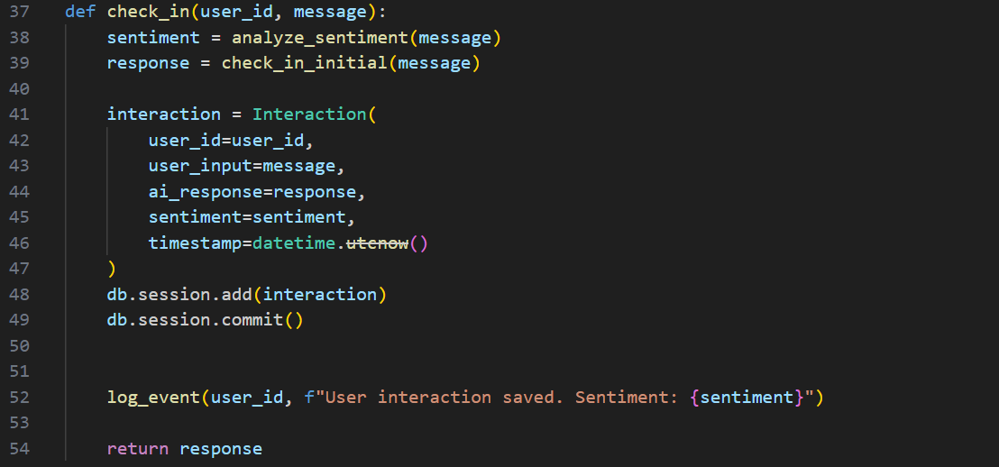 37 def check_in(user_id, message):
38     sentiment = analyze_sentiment(message)
39     response = check_in_initial(message)
40
41     interaction = Interaction(
42         user_id=user_id,
43         user_input=message,
44         ai_response=response,
45         sentiment=sentiment,
46         timestamp=datetime.utcnow()
47     )
48     db.session.add(interaction)
49     db.session.commit()
50
51
52     log_event(user_id, f"User interaction saved. Sentiment: {sentiment}")
53
54     return response